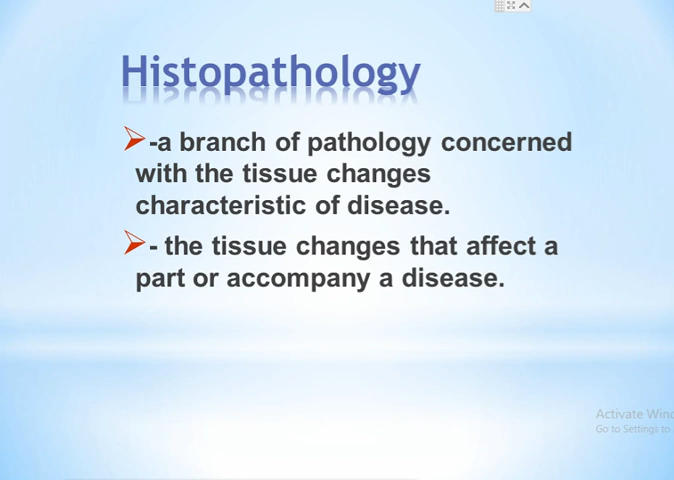 Histopathology
-a branch of pathology concerned
with the tissue changes
characteristic of disease.
- the tissue changes that affect a
part or accompany a disease.
Activate Win
Go to Settings to